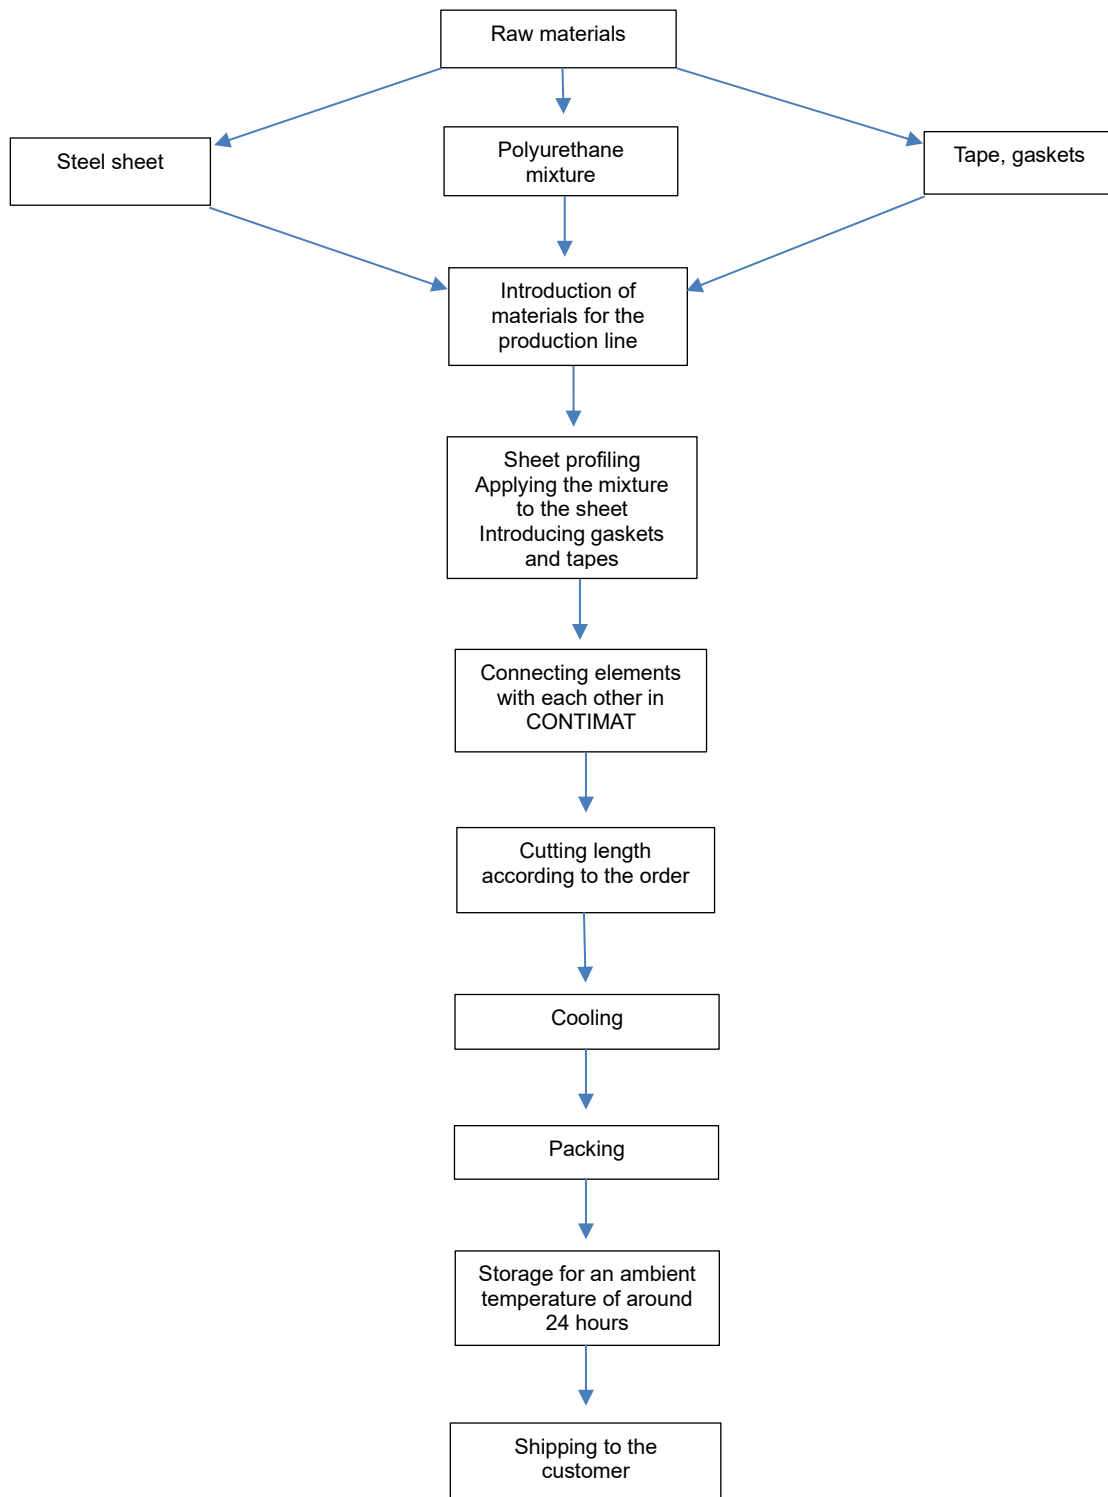 Raw materials
Steel sheet
Polyurethane
mixture
Tape, gaskets
Introduction of
materials for the
production line
Sheet profiling
Applying the mixture
to the sheet
Introducing gaskets
and tapes
Connecting elements
with each other in
CONTIMAT
Cutting length
according to the order
Cooling
Packing
Storage for an ambient
temperature of around
24 hours
Shipping to the
customer